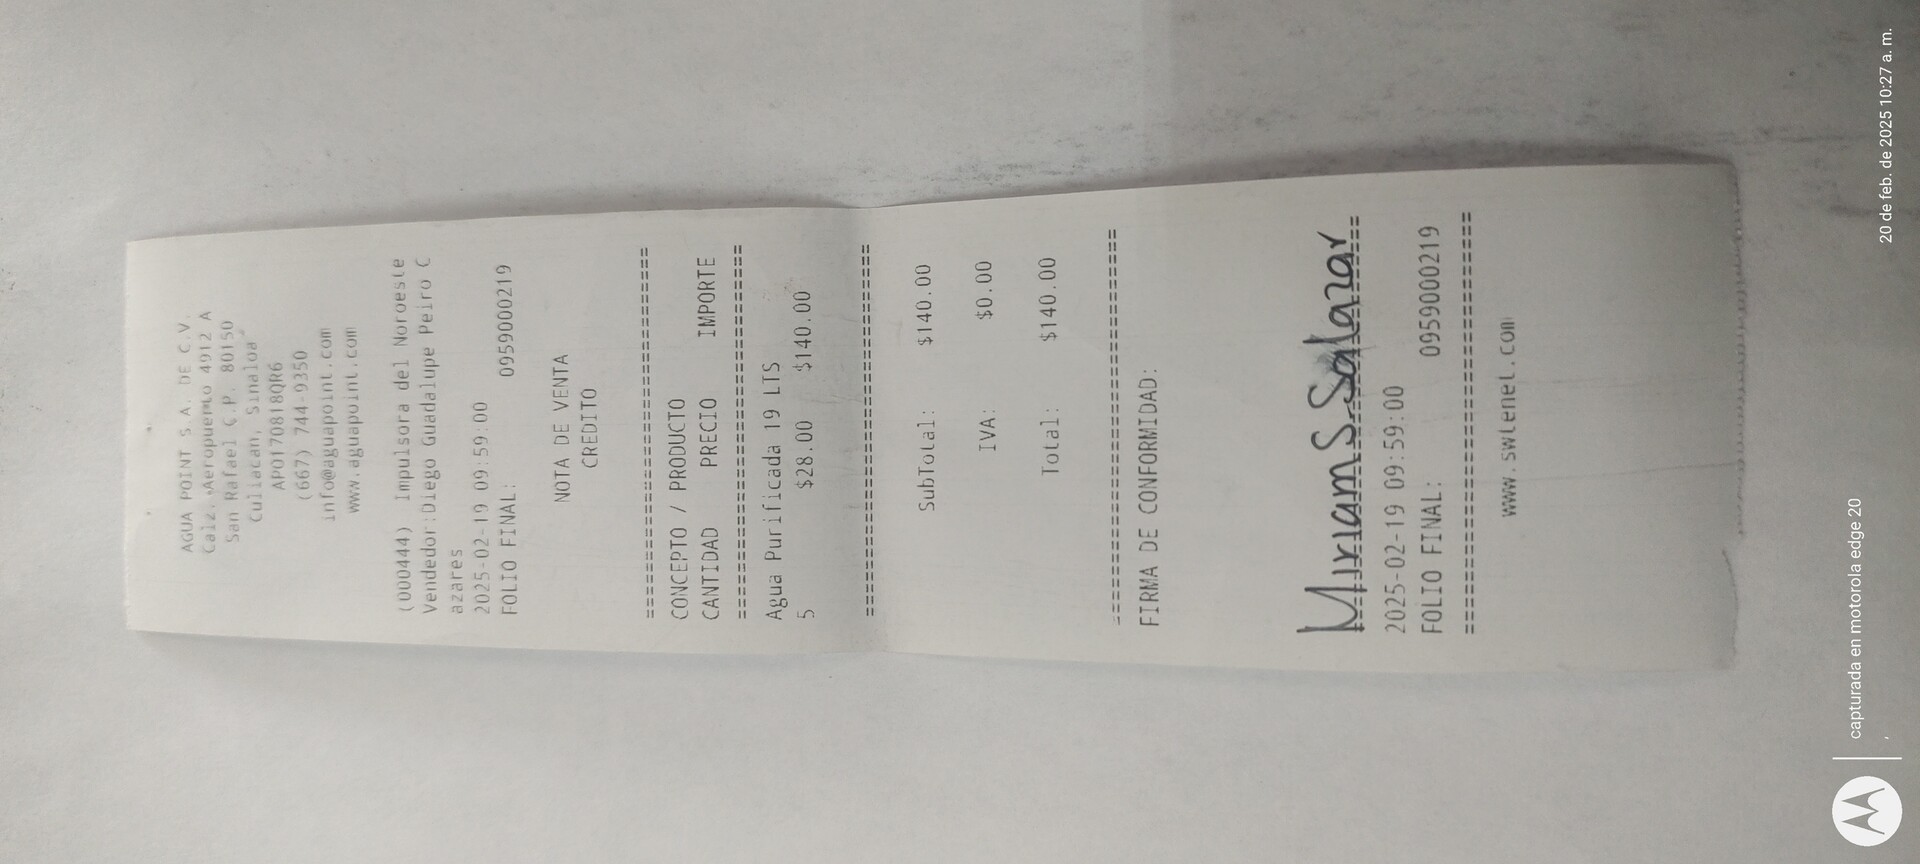 AGUA POINT S.A. DE C.V.
Calz. Aeropuerto 4912 A
San Rafael C.P. 80150
Culiacan, Sinaloa
APO170818QR6
(667) 744-9350
info@aguapoint.com
www.aguapoint.com
(000444) Impulsora del Noroeste
Vendedor:Diego Guadalupe Peiro C
azares
2025-02-19 09:59:00
FOLIO FINAL: 0959000219
NOTA DE VENTA
CREDITO
================================
CONCEPTO / PRODUCTO
CANTIDAD PRECIO IMPORTE
================================
Agua Purificada 19 LTS
5 $28.00 $140.00
================================
SubTotal: $140.00
IVA: $0.00
Total: $140.00
================================
FIRMA DE CONFORMIDAD:
Miriam S. Salazar
================================
2025-02-19 09:59:00
FOLIO FINAL: 0959000219
================================
www.swtenet.com
capturada en motorola edge 20
,
20 de feb. de 2025 10:27 a. m.